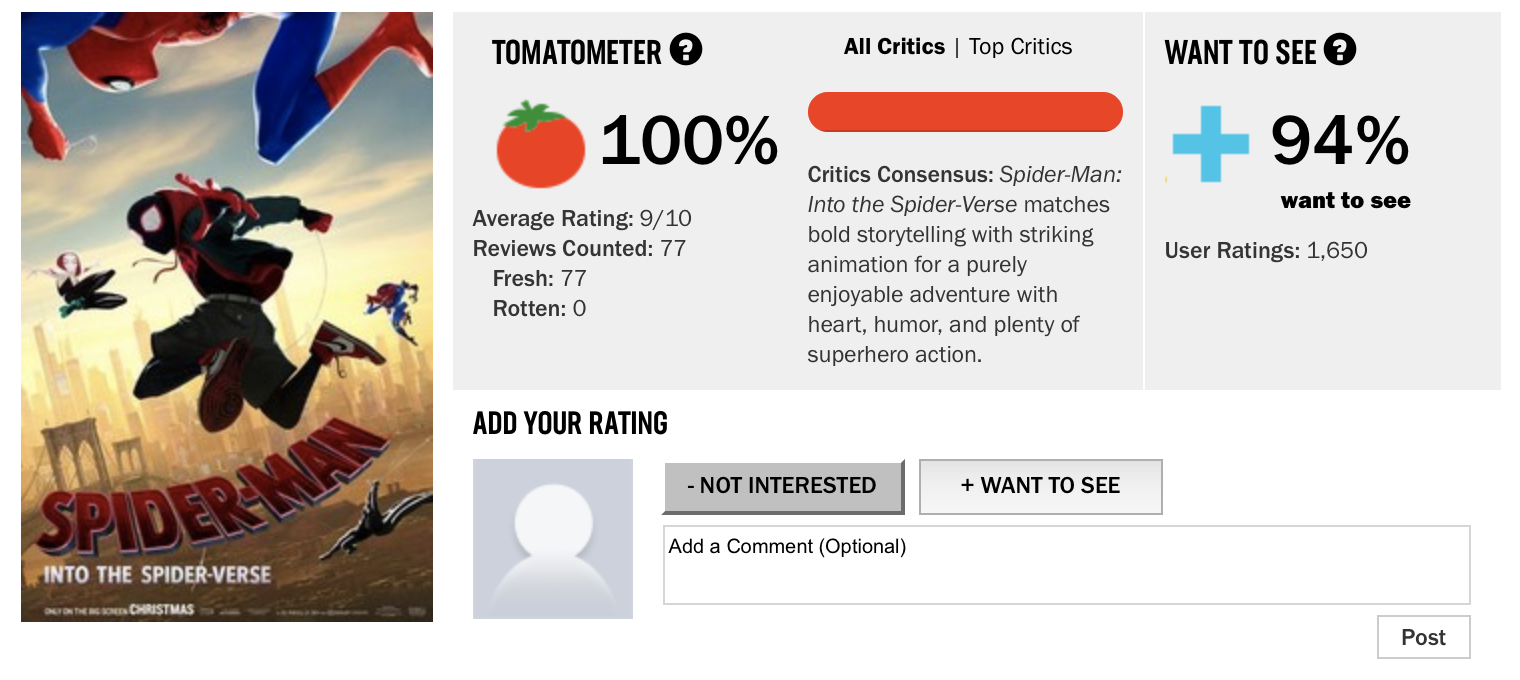 SPIDER-MAN
INTO THE SPIDER-VERSE
ONLY ON THE BIG SCREEN CHRISTMAS
TOMATOMETER ?
100%
Average Rating: 9/10
Reviews Counted: 77
Fresh: 77
Rotten: 0
All Critics | Top Critics
Critics Consensus: Spider-Man:
Into the Spider-Verse matches
bold storytelling with striking
animation for a purely
enjoyable adventure with
heart, humor, and plenty of
superhero action.
WANT TO SEE ?
94%
want to see
User Ratings: 1,650
ADD YOUR RATING
- NOT INTERESTED
+ WANT TO SEE
Add a Comment (Optional)
Post